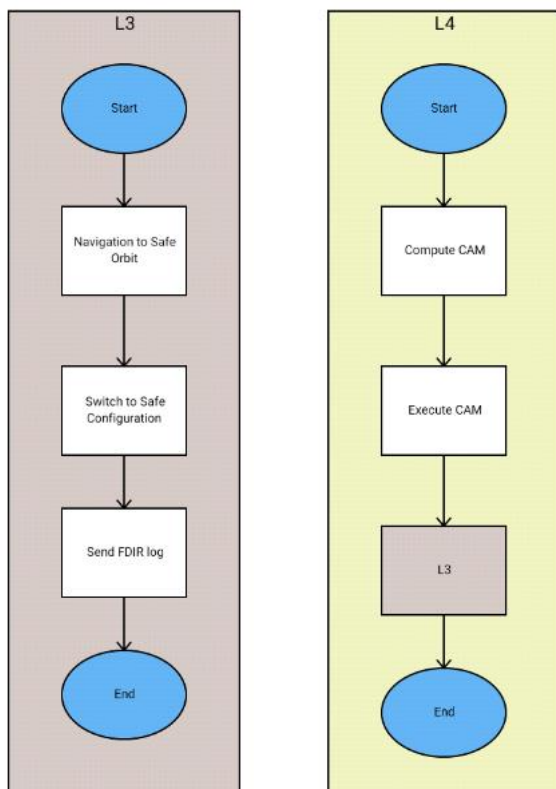 L3
Start
Navigation to Safe
Orbit
Switch to Safe
Configuration
Send FDIR log
End
L4
Start
Compute CAM
Execute CAM
L3
End